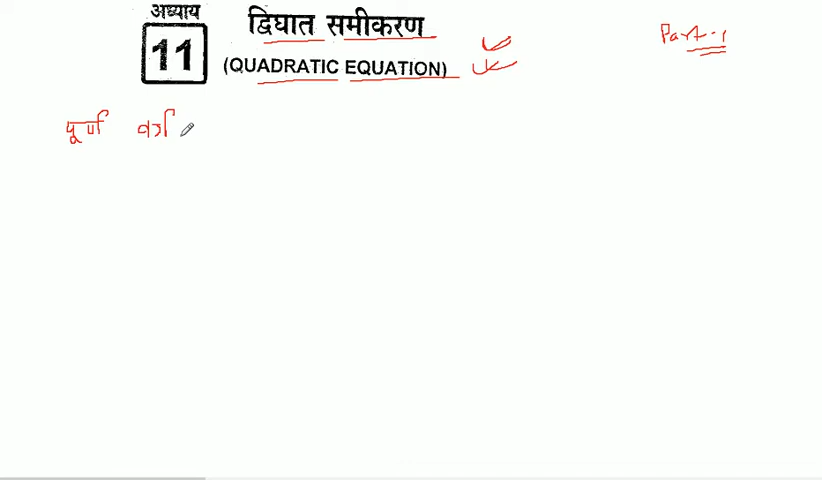 अध्याय
द्विघात समीकरण
Part-1
11
(QUADRATIC EQUATION)
पूर्ण वर्ग